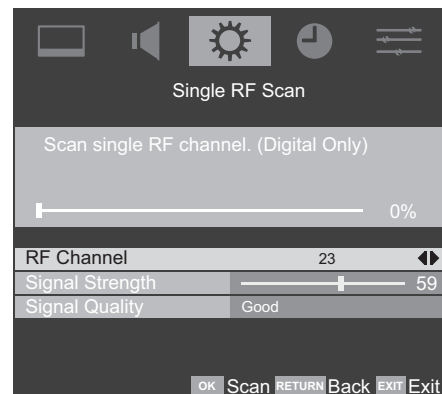 Single RF Scan
Scan single RF channel. (Digital Only)
0%
RF Channel 23
Signal Strength 59
Signal Quality Good
OK Scan RETURN Back EXIT Exit